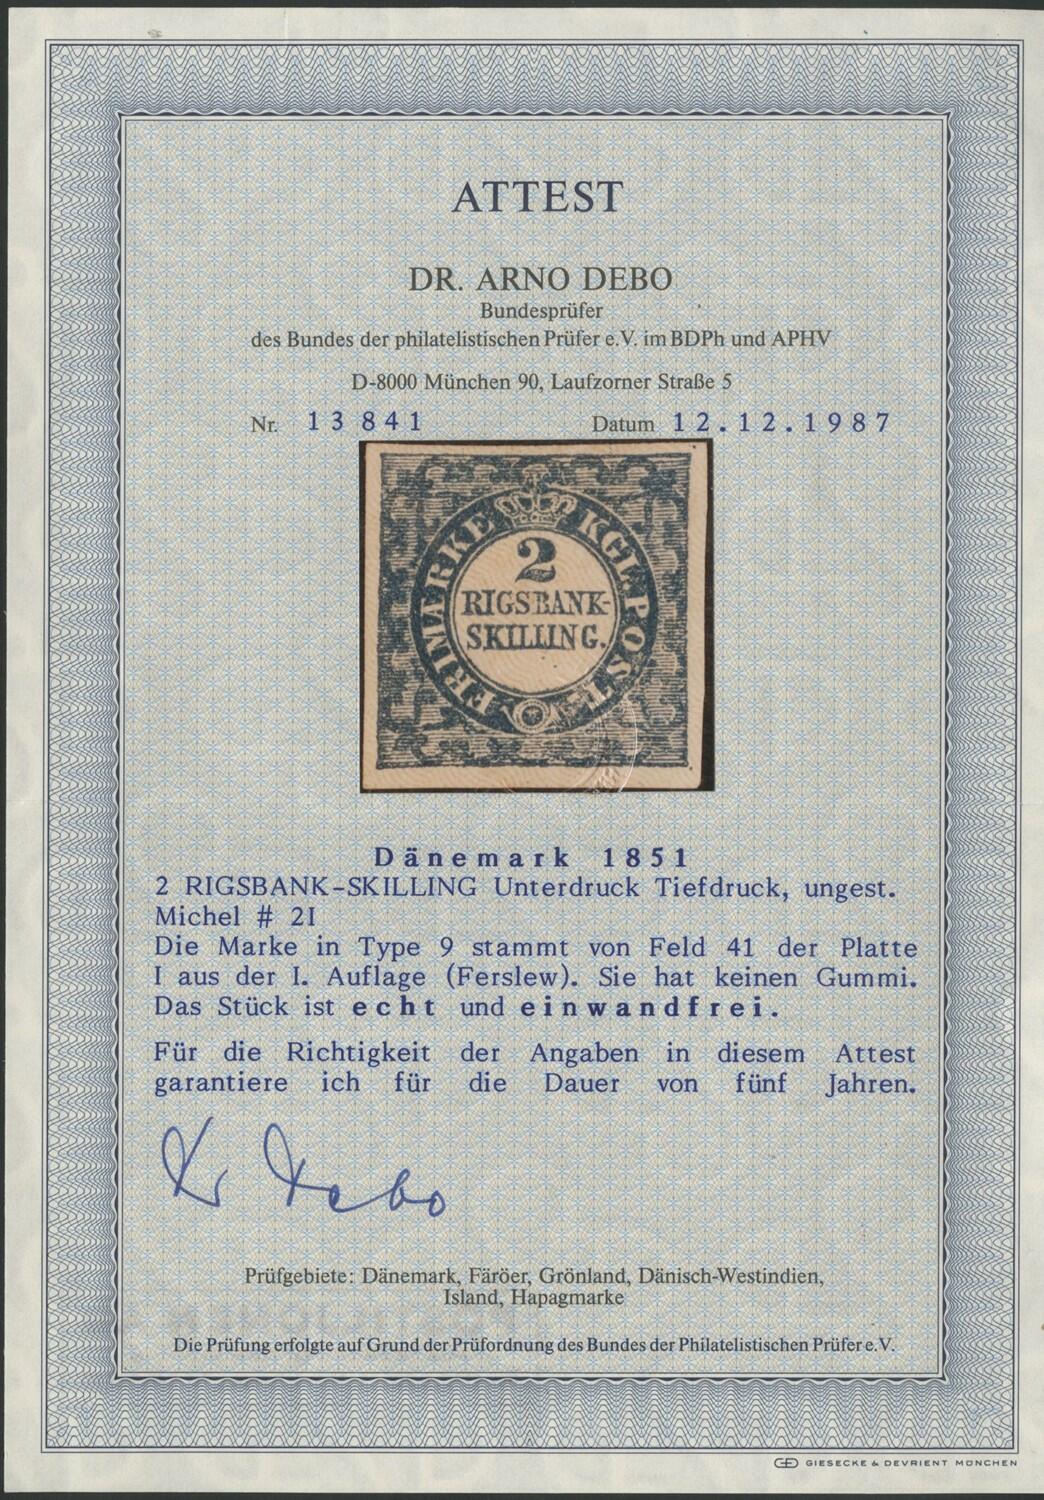 ATTEST
DR. ARNO DEBO
Bundesprüfer
des Bundes der philatelistischen Prüfer e.V. im BDPh und APHV
D-8000 München 90, Laufzorner Straße 5
Nr. 13 841 Datum 12.12.1987
FRIMARKE KGL POST
2
RIGSBANK-
SKILLING.
Dänemark 1851
2 RIGSBANK-SKILLING Unterdruck Tiefdruck, ungest.
Michel # 2I
Die Marke in Type 9 stammt von Feld 41 der Platte
I aus der I. Auflage (Ferslew). Sie hat keinen Gummi.
Das Stück ist echt und einwandfrei.
Für die Richtigkeit der Angaben in diesem Attest
garantiere ich für die Dauer von fünf Jahren.
Dr Debo
Prüfgebiete: Dänemark, Färöer, Grönland, Dänisch-Westindien,
Island, Hapagmarke
Die Prüfung erfolgte auf Grund der Prüfordnung des Bundes der Philatelistischen Prüfer e.V.
GIESECKE & DEVRIENT MÜNCHEN